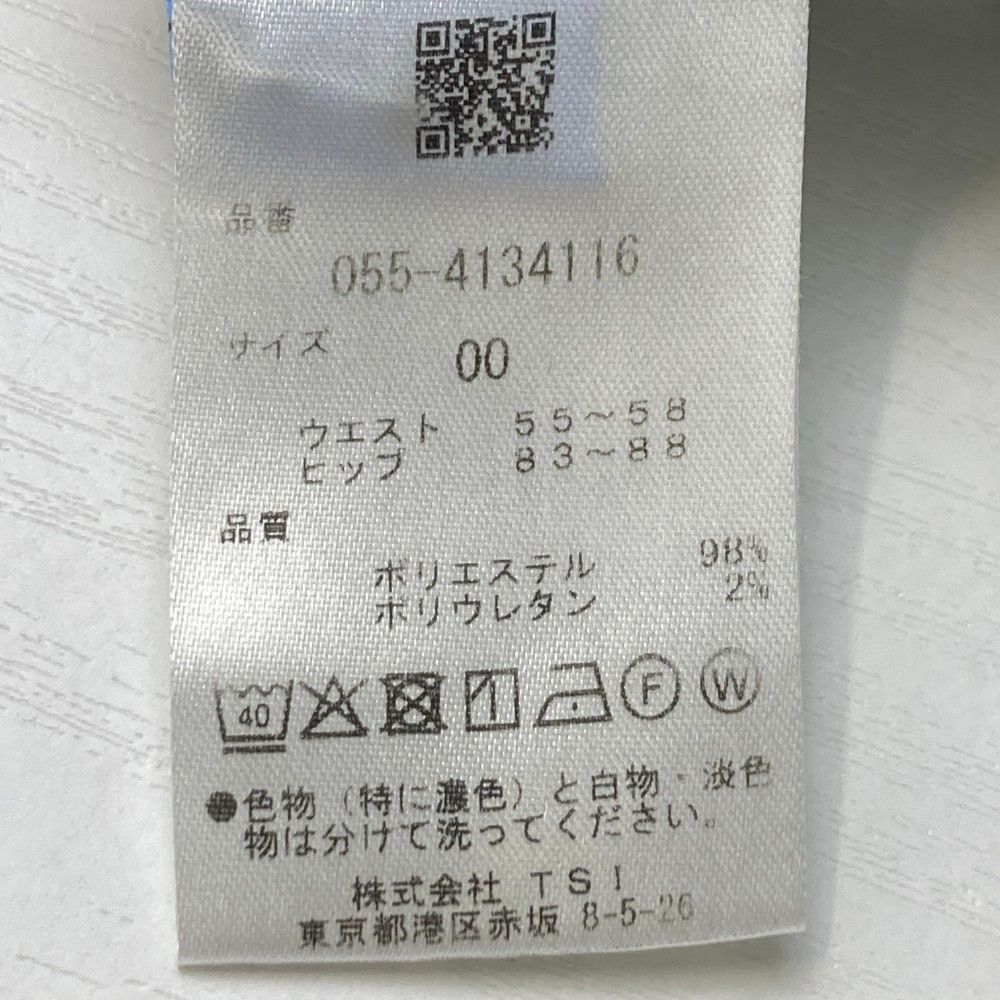 品番
055-4134116
サイズ 00
ウエスト 55～58
ヒップ 83～88
品質
ポリエステル 98%
ポリウレタン 2%
40 F W
●色物（特に濃色）と白物・淡色
物は分けて洗ってください。
株式会社 TSI
東京都港区赤坂 8-5-26